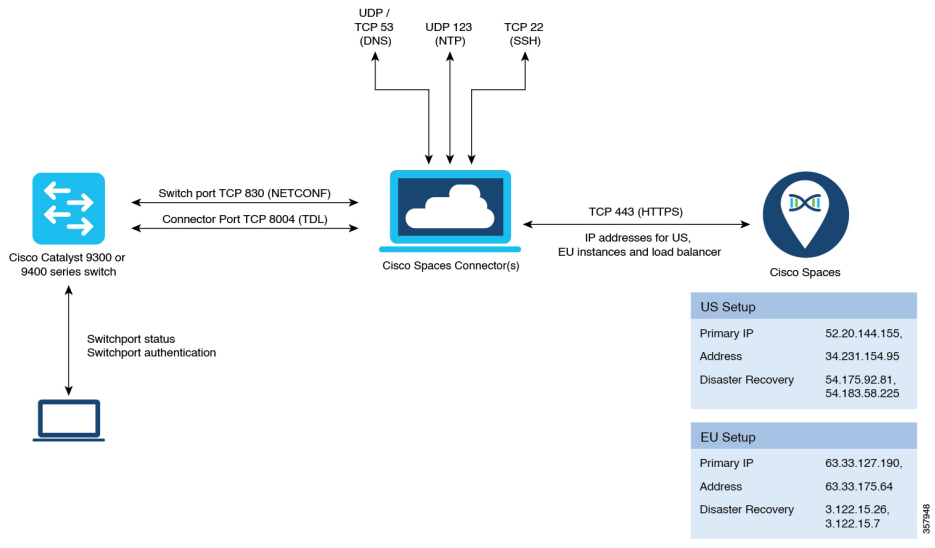 UDP /
TCP 53
(DNS)
UDP 123
(NTP)
TCP 22
(SSH)
Switch port TCP 830 (NETCONF)
Connector Port TCP 8004 (TDL)
Cisco Catalyst 9300 or
9400 series switch
Cisco Spaces Connector(s)
TCP 443 (HTTPS)
IP addresses for US,
EU instances and load balancer
Cisco Spaces
Switchport status
Switchport authentication
US Setup
Primary IP 52.20.144.155,
Address 34.231.154.95
Disaster Recovery 54.175.92.81,
54.183.58.225
EU Setup
Primary IP 63.33.127.190,
Address 63.33.175.64
Disaster Recovery 3.122.15.26,
3.122.15.7
357948